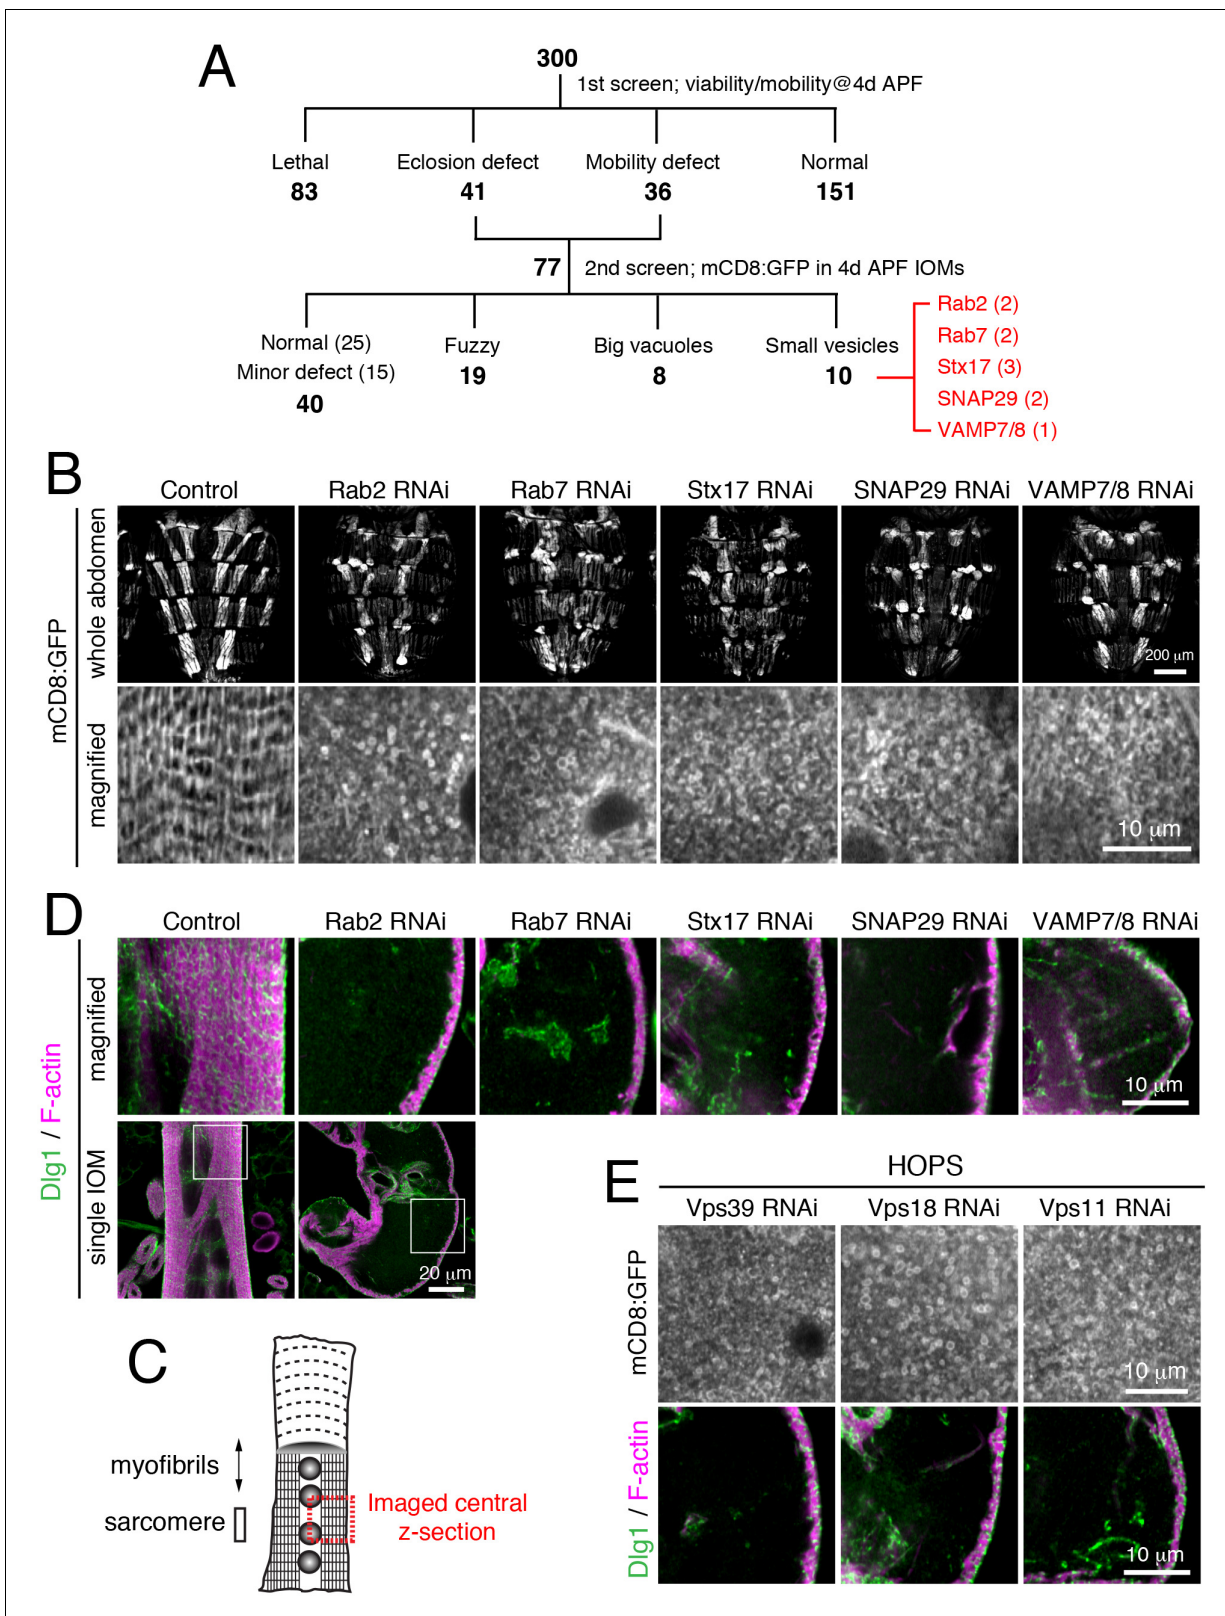 A
300
1st screen; viability/mobility@4d APF
Lethal
Eclosion defect
Mobility defect
Normal
83
41
36
151
77
2nd screen; mCD8:GFP in 4d APF IOMs
Normal (25)
Minor defect (15)
40
Fuzzy
19
Big vacuoles
8
Small vesicles
10
Rab2 (2)
Rab7 (2)
Stx17 (3)
SNAP29 (2)
VAMP7/8 (1)
B
Control
Rab2 RNAi
Rab7 RNAi
Stx17 RNAi
SNAP29 RNAi
VAMP7/8 RNAi
mCD8:GFP
whole abdomen
200 µm
magnified
10 µm
D
Control
Rab2 RNAi
Rab7 RNAi
Stx17 RNAi
SNAP29 RNAi
VAMP7/8 RNAi
Dlg1 / F-actin
magnified
10 µm
single IOM
20 µm
C
myofibrils
sarcomere
Imaged central
z-section
E
HOPS
Vps39 RNAi
Vps18 RNAi
Vps11 RNAi
mCD8:GFP
10 µm
Dlg1 / F-actin
10 µm